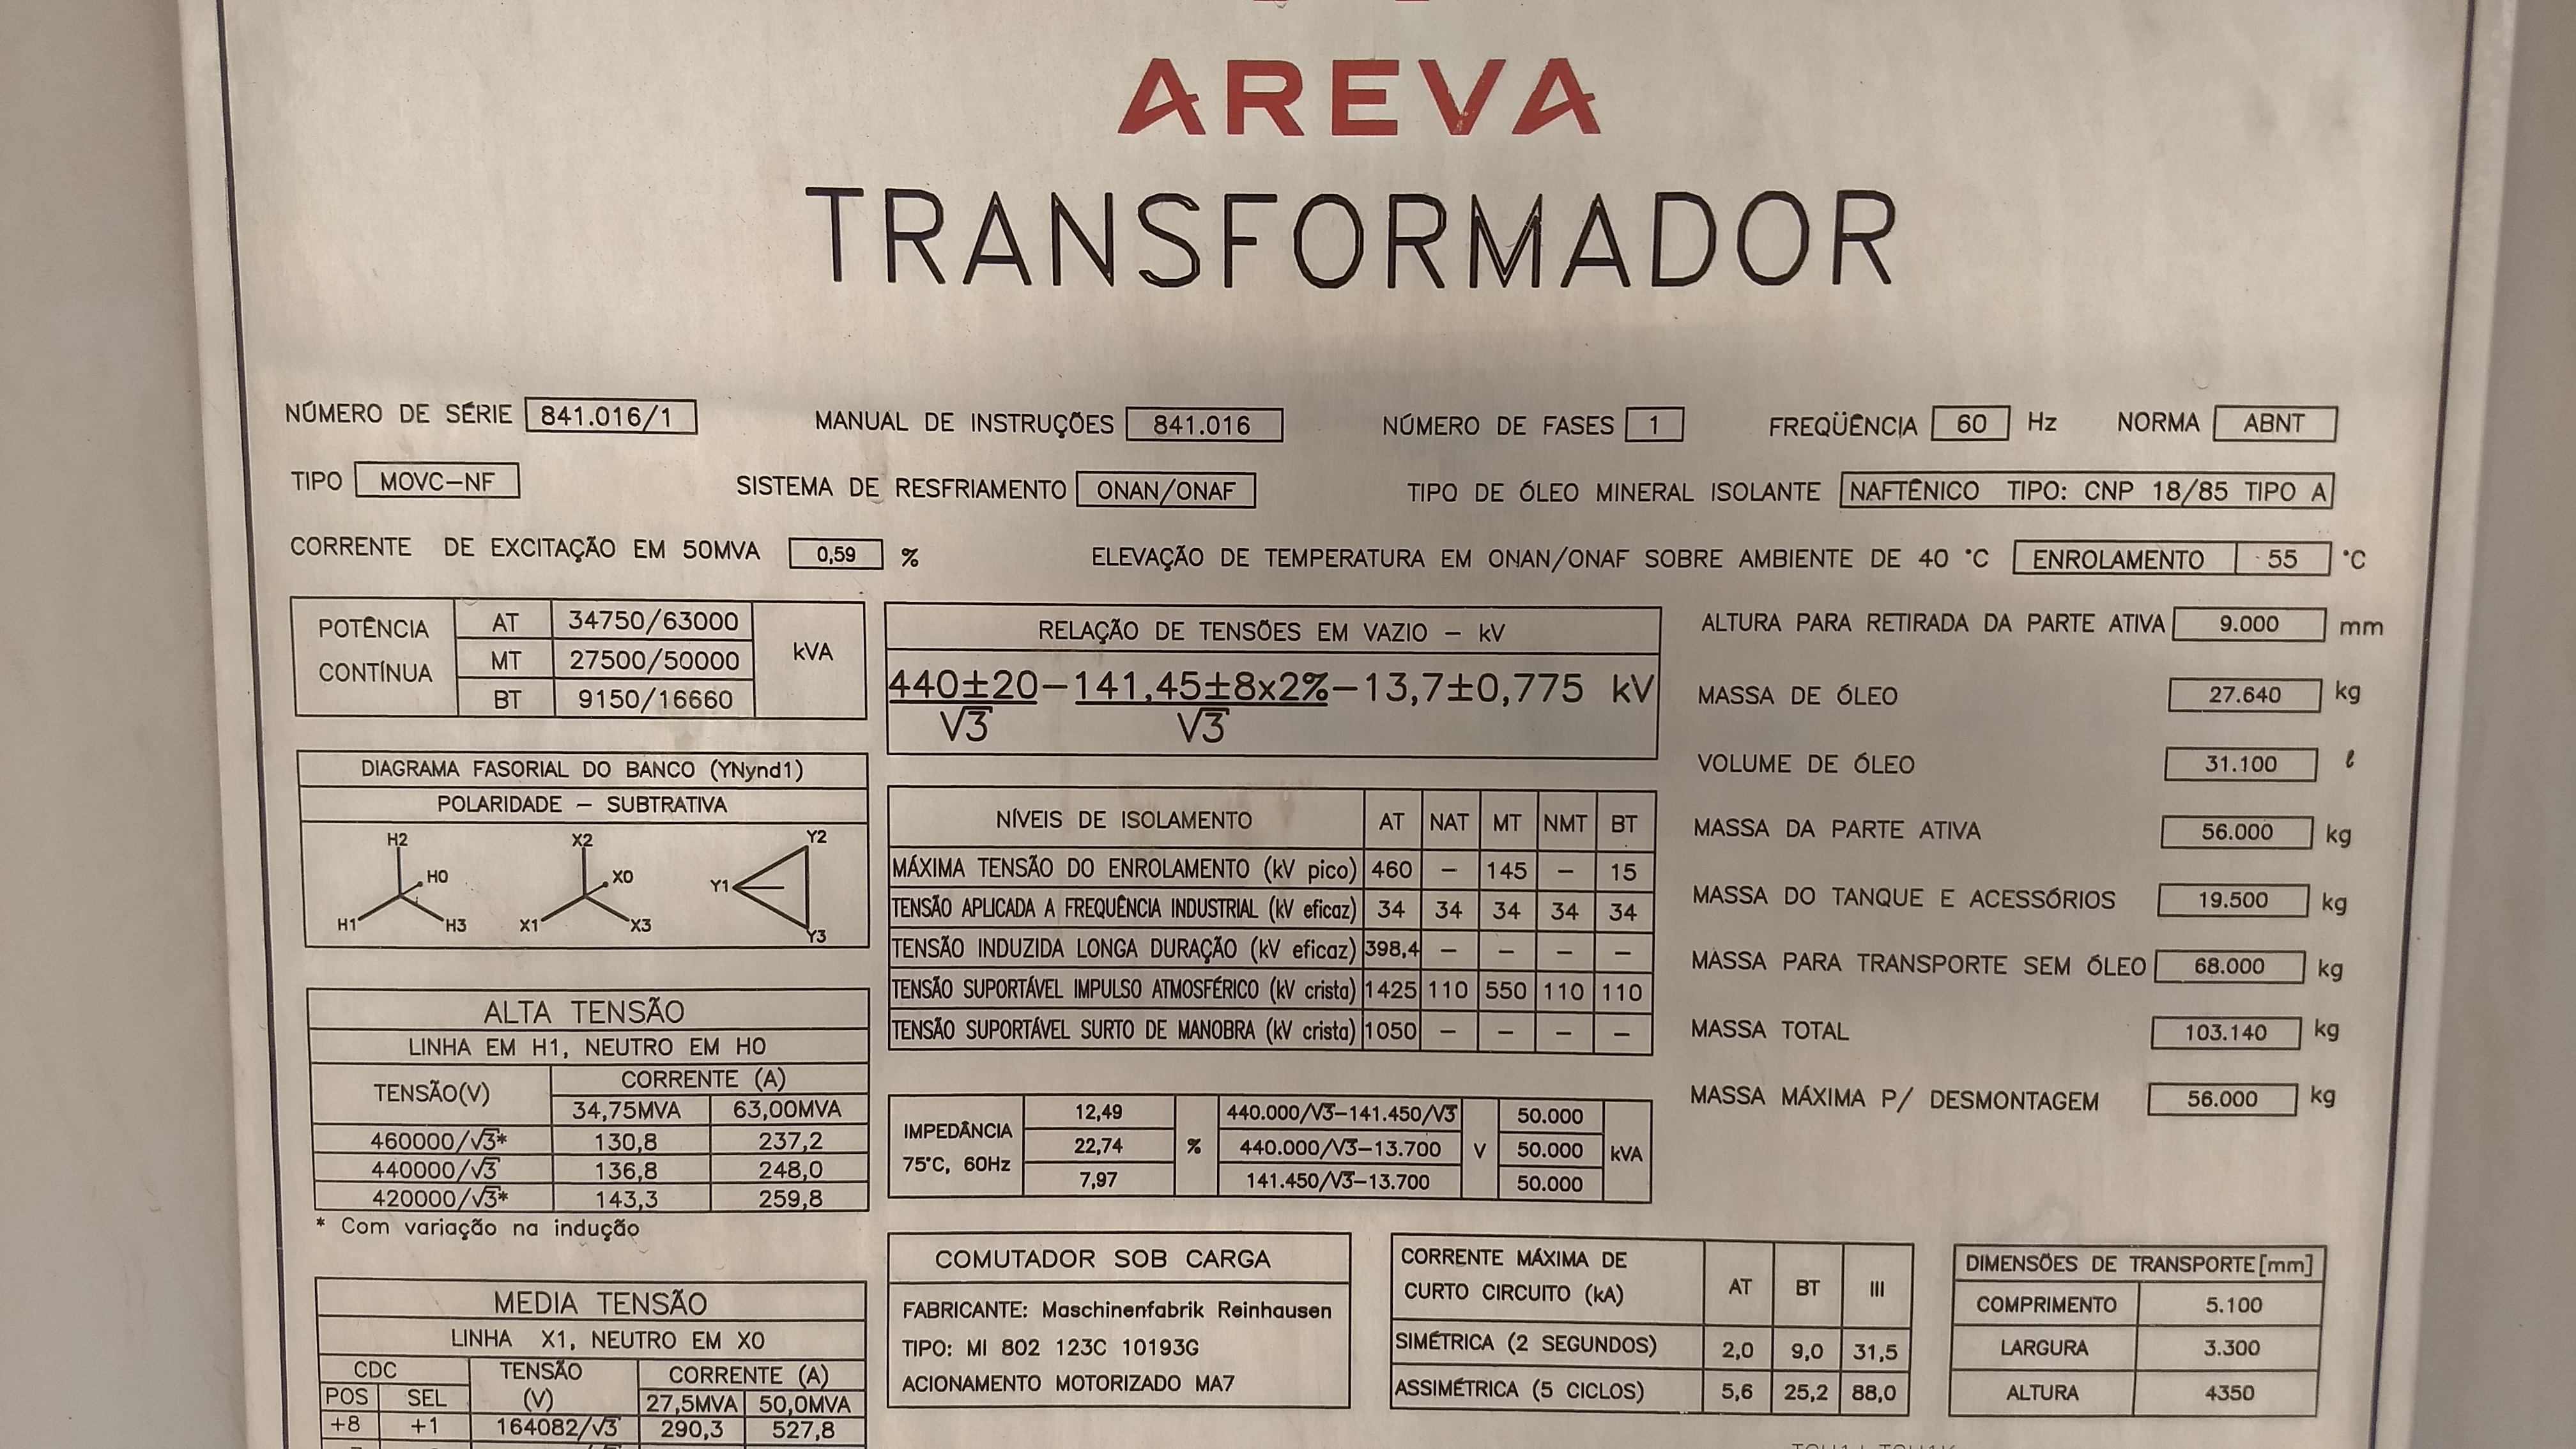 AREVA
TRANSFORMADOR
NÚMERO DE SÉRIE 841.016/1 MANUAL DE INSTRUÇÕES 841.016 NÚMERO DE FASES 1 FREQÜÊNCIA 60 Hz NORMA ABNT
TIPO MOVC-NF SISTEMA DE RESFRIAMENTO ONAN/ONAF TIPO DE ÓLEO MINERAL ISOLANTE NAFTÊNICO TIPO: CNP 18/85 TIPO A
CORRENTE DE EXCITAÇÃO EM 50MVA 0,59 % ELEVAÇÃO DE TEMPERATURA EM ONAN/ONAF SOBRE AMBIENTE DE 40 °C ENROLAMENTO 55 °C
POTÊNCIA CONTÍNUA kVA
AT 34750/63000
MT 27500/50000
BT 9150/16660
DIAGRAMA FASORIAL DO BANCO (YNynd1)
POLARIDADE - SUBTRATIVA
H2 X2 Y2
H0 X0 Y1
H1 H3 X1 X3 Y3
ALTA TENSÃO
LINHA EM H1, NEUTRO EM H0
TENSÃO(V) CORRENTE (A)
34,75MVA 63,00MVA
460000/√3* 130,8 237,2
440000/√3 136,8 248,0
420000/√3* 143,3 259,8
* Com variação na indução
MEDIA TENSÃO
LINHA X1, NEUTRO EM X0
CDC TENSÃO (V) CORRENTE (A)
POS SEL 27,5MVA 50,0MVA
+8 +1 164082/√3 290,3 527,8
RELAÇÃO DE TENSÕES EM VAZIO - kV
440±20-141,45±8x2%-13,7±0,775 kV
√3 √3
NÍVEIS DE ISOLAMENTO AT NAT MT NMT BT
MÁXIMA TENSÃO DO ENROLAMENTO (kV pico) 460 - 145 - 15
TENSÃO APLICADA A FREQUÊNCIA INDUSTRIAL (kV eficaz) 34 34 34 34 34
TENSÃO INDUZIDA LONGA DURAÇÃO (kV eficaz) 398,4 - - - -
TENSÃO SUPORTÁVEL IMPULSO ATMOSFÉRICO (kV crista) 1425 110 550 110 110
TENSÃO SUPORTÁVEL SURTO DE MANOBRA (kV crista) 1050 - - - -
IMPEDÂNCIA 75°C, 60Hz % V kVA
12,49 440.000/√3-141.450/√3 50.000
22,74 440.000/√3-13.700 50.000
7,97 141.450/√3-13.700 50.000
COMUTADOR SOB CARGA
FABRICANTE: Maschinenfabrik Reinhausen
TIPO: MI 802 123C 10193G
ACIONAMENTO MOTORIZADO MA7
CORRENTE MÁXIMA DE CURTO CIRCUITO (kA) AT BT III
SIMÉTRICA (2 SEGUNDOS) 2,0 9,0 31,5
ASSIMÉTRICA (5 CICLOS) 5,6 25,2 88,0
ALTURA PARA RETIRADA DA PARTE ATIVA 9.000 mm
MASSA DE ÓLEO 27.640 kg
VOLUME DE ÓLEO 31.100 ℓ
MASSA DA PARTE ATIVA 56.000 kg
MASSA DO TANQUE E ACESSÓRIOS 19.500 kg
MASSA PARA TRANSPORTE SEM ÓLEO 68.000 kg
MASSA TOTAL 103.140 kg
MASSA MÁXIMA P/ DESMONTAGEM 56.000 kg
DIMENSÕES DE TRANSPORTE[mm]
COMPRIMENTO 5.100
LARGURA 3.300
ALTURA 4350